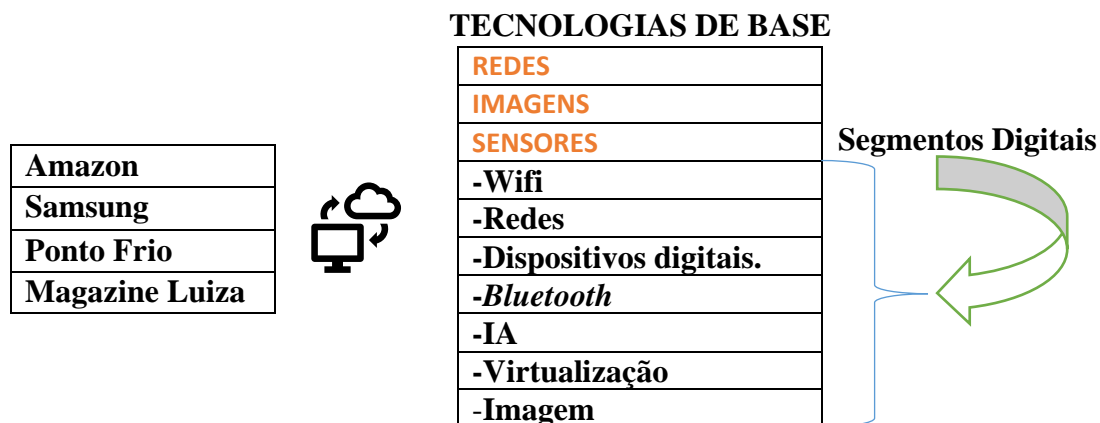 TECNOLOGIAS DE BASE
REDES
IMAGENS
SENSORES
-Wifi
-Redes
-Dispositivos digitais.
-Bluetooth
-IA
-Virtualização
-Imagem
Amazon
Samsung
Ponto Frio
Magazine Luiza
Segmentos Digitais